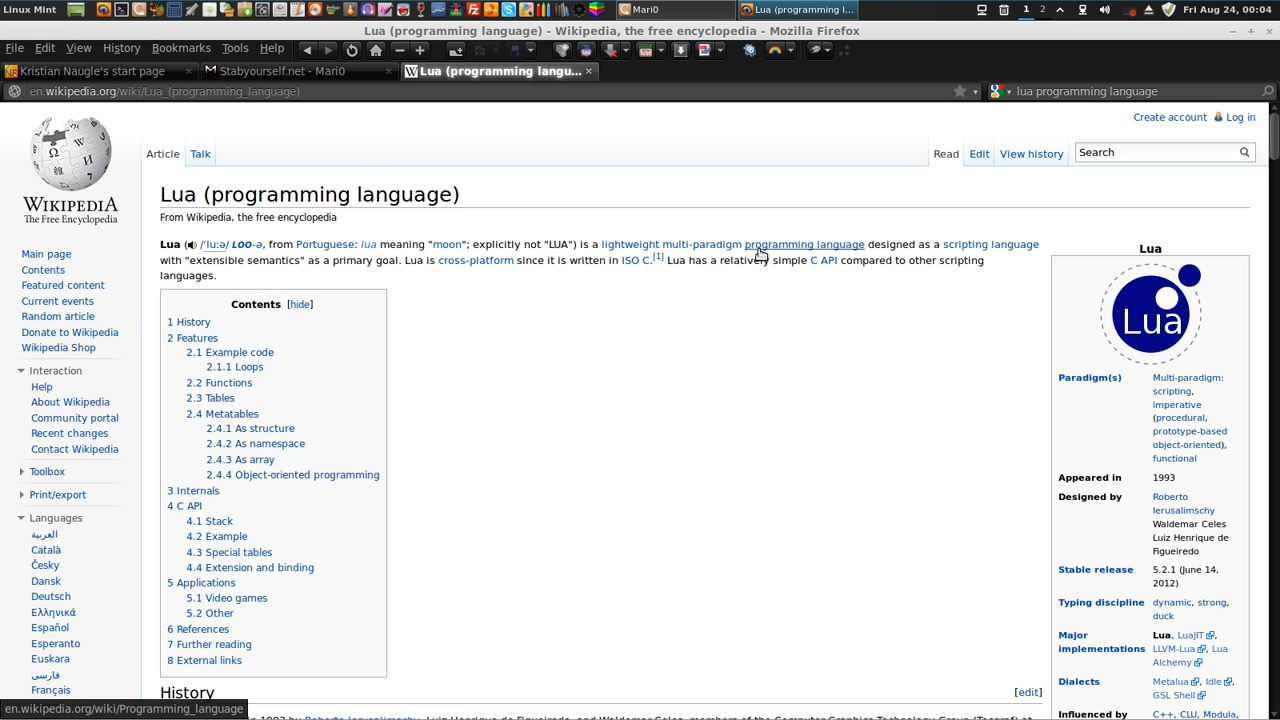 Linux Mint
Mari0
Lua (programming l...
1 2
Fri Aug 24, 00:04
Lua (programming language) - Wikipedia, the free encyclopedia - Mozilla Firefox
File Edit View History Bookmarks Tools Help
Kristian Naugle's start page
Stabyourself.net - Mari0
Lua (programming langu...
en.wikipedia.org/wiki/Lua_(programming_language)
lua programming language
Create account Log in
Article Talk
Read Edit View history
Search
WIKIPEDIA
The Free Encyclopedia
Main page
Contents
Featured content
Current events
Random article
Donate to Wikipedia
Wikipedia Shop
Interaction
Help
About Wikipedia
Community portal
Recent changes
Contact Wikipedia
Toolbox
Print/export
Languages
العربية
Català
Česky
Dansk
Deutsch
Ελληνικά
Español
Esperanto
Euskara
فارسی
Français
Lua (programming language)
From Wikipedia, the free encyclopedia
Lua (/ˈluːə/ LOO-ə, from Portuguese: lua meaning "moon"; explicitly not "LUA") is a lightweight multi-paradigm programming language designed as a scripting language
with "extensible semantics" as a primary goal. Lua is cross-platform since it is written in ISO C.[1] Lua has a relatively simple C API compared to other scripting
languages.
Contents [hide]
1 History
2 Features
2.1 Example code
2.1.1 Loops
2.2 Functions
2.3 Tables
2.4 Metatables
2.4.1 As structure
2.4.2 As namespace
2.4.3 As array
2.4.4 Object-oriented programming
3 Internals
4 C API
4.1 Stack
4.2 Example
4.3 Special tables
4.4 Extension and binding
5 Applications
5.1 Video games
5.2 Other
6 References
7 Further reading
8 External links
History [edit]
Lua
Lua
Paradigm(s) Multi-paradigm:
scripting,
imperative
(procedural,
prototype-based
object-oriented),
functional
Appeared in 1993
Designed by Roberto
Ierusalimschy
Waldemar Celes
Luiz Henrique de
Figueiredo
Stable release 5.2.1 (June 14,
2012)
Typing discipline dynamic, strong,
duck
Major Lua, LuaJIT,
implementations LLVM-Lua, Lua
Alchemy
Dialects Metalua, Idle,
GSL Shell
Influenced by C++, CLU, Modula,
en.wikipedia.org/wiki/Programming_language